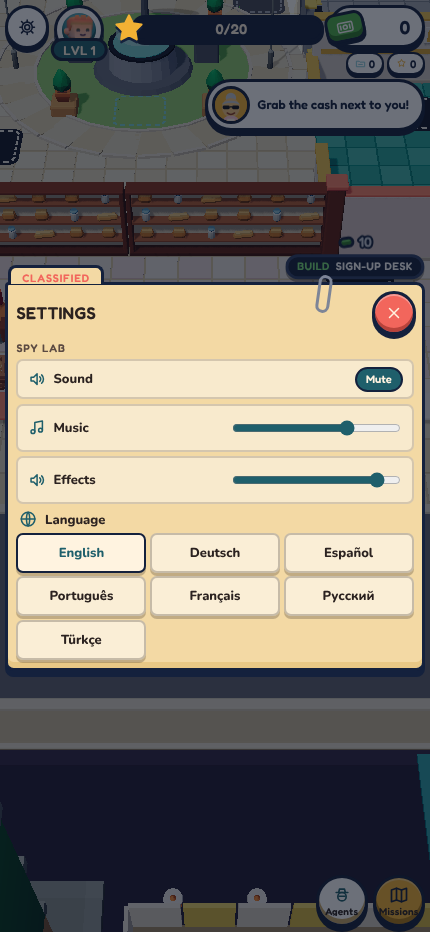 LVL 1
0/20
0
0
0
Grab the cash next to you!
10
BUILD SIGN-UP DESK
CLASSIFIED
SETTINGS
SPY LAB
Sound
Mute
Music
Effects
Language
English
Deutsch
Español
Português
Français
Русский
Türkçe
Agents
Missions